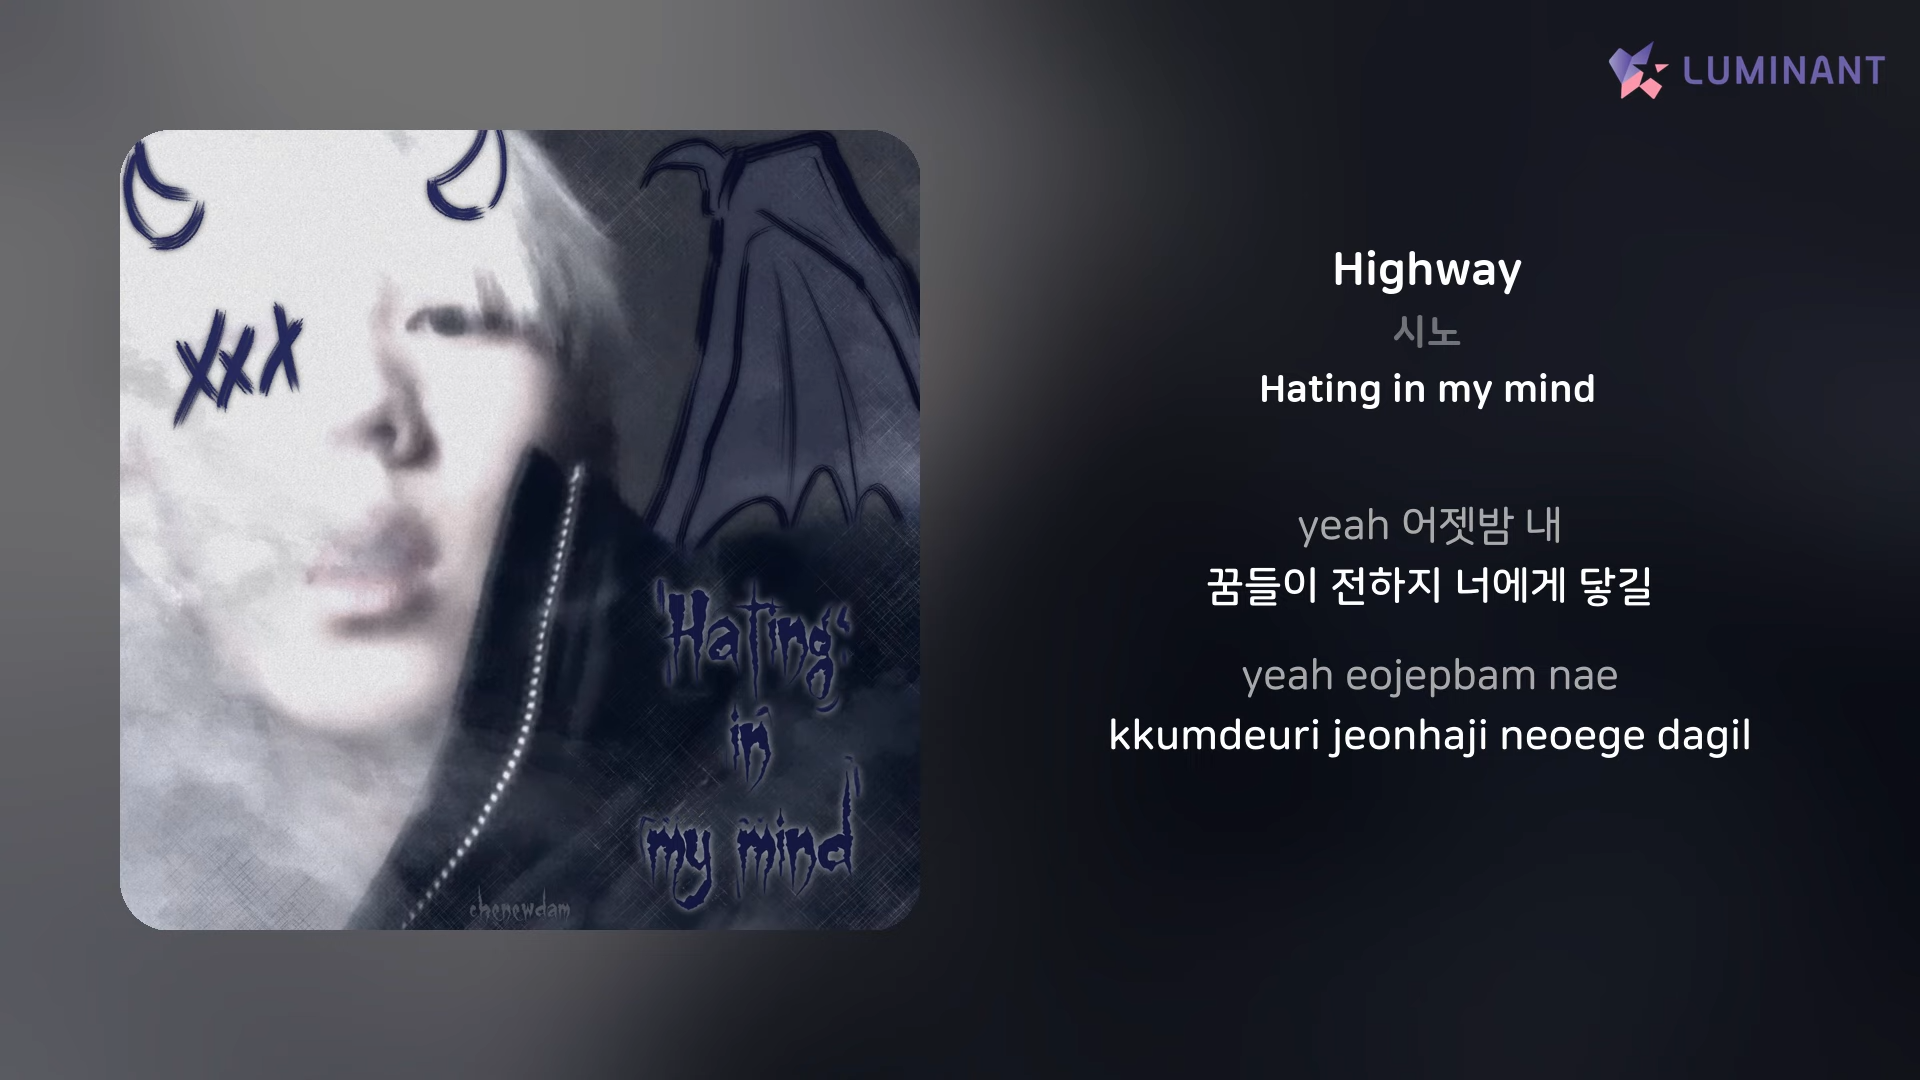 LUMINANT
xxx
'Hating'
in
my mind
chenewdam
Highway
시노
Hating in my mind
yeah 어젯밤 내
꿈들이 전하지 너에게 닿길
yeah eojepbam nae
kkumdeuri jeonhaji neoege dagil